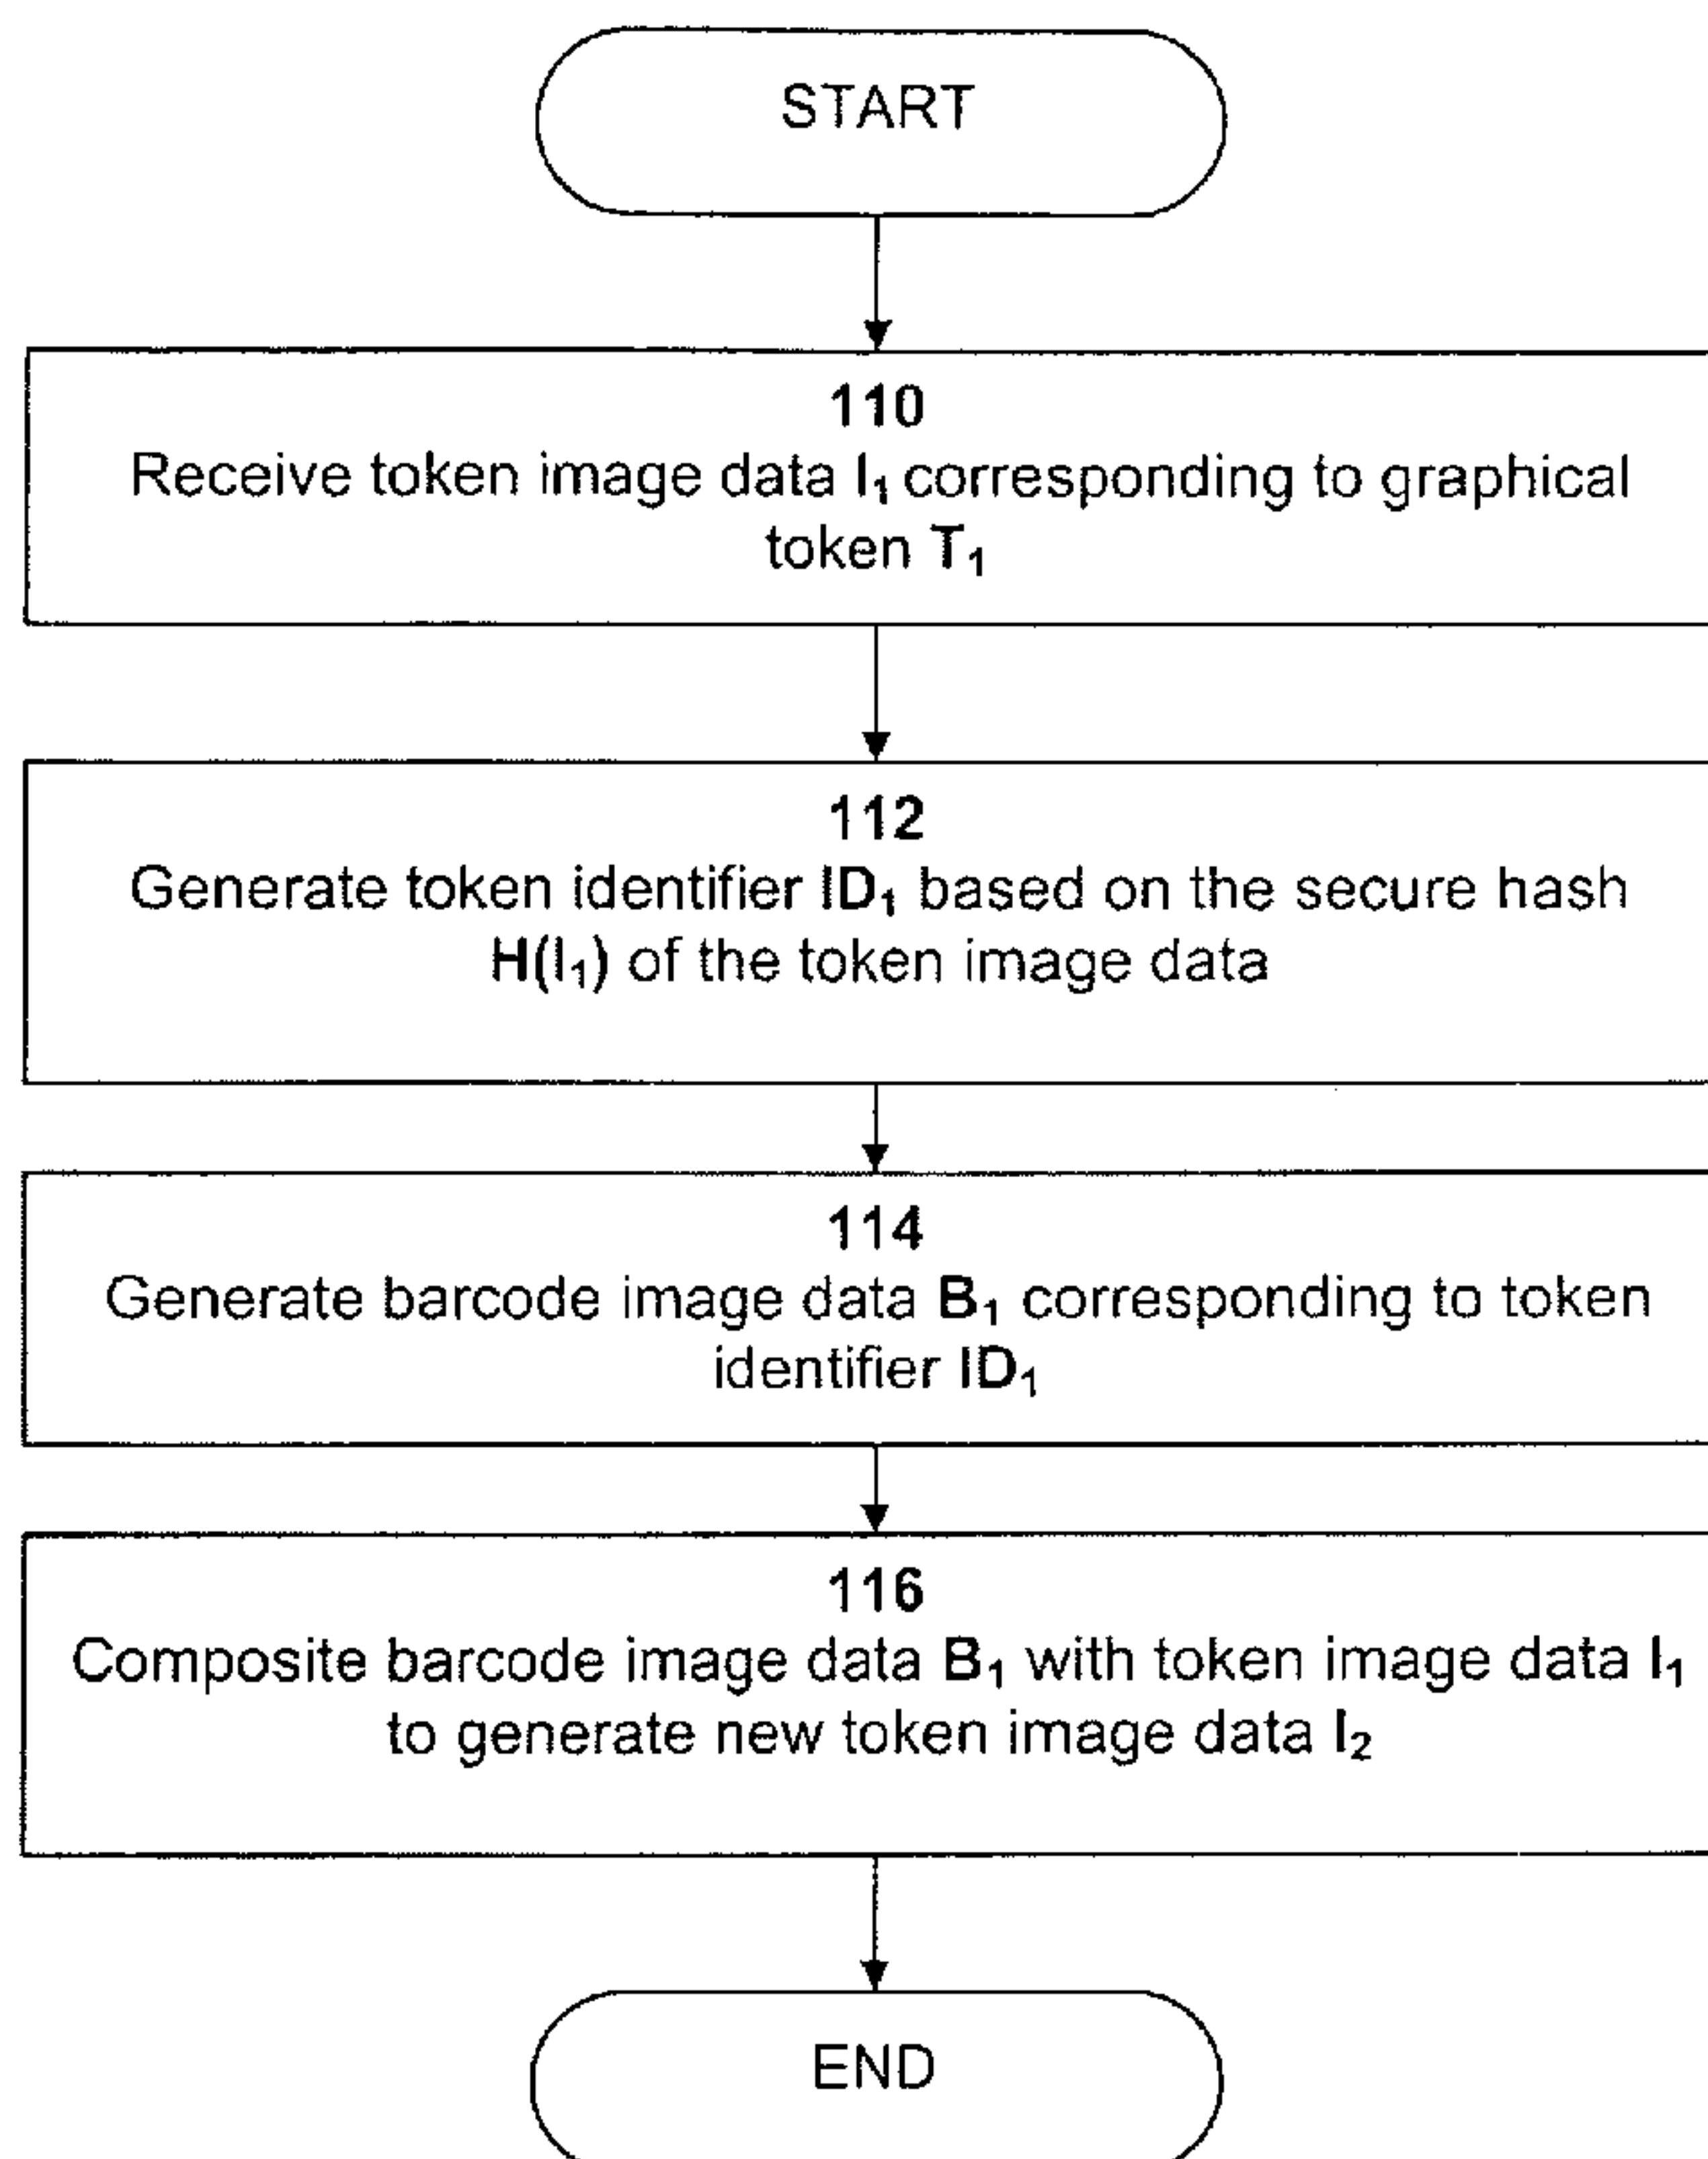 START
110
Receive token image data I₁ corresponding to graphical
token T₁
112
Generate token identifier ID₁ based on the secure hash
H(I₁) of the token image data
114
Generate barcode image data B₁ corresponding to token
identifier ID₁
116
Composite barcode image data B₁ with token image data I₁
to generate new token image data I₂
END